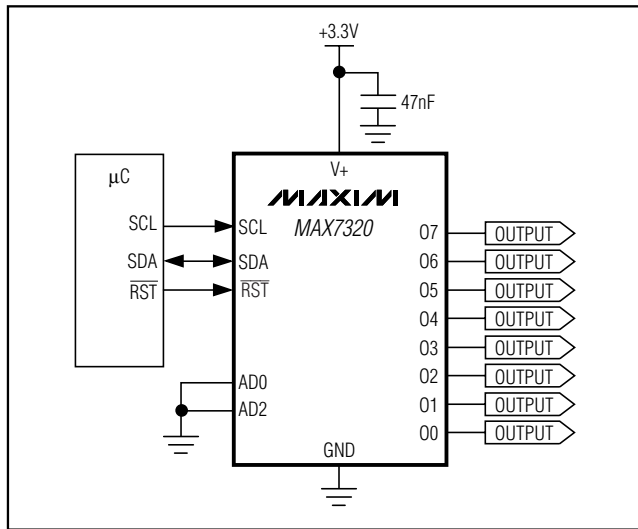 +3.3V
47nF
µC
V+
MAXIM
MAX7320
SCL
SCL
SDA
SDA
RST
RST
AD0
AD2
O7
OUTPUT
O6
OUTPUT
O5
OUTPUT
O4
OUTPUT
O3
OUTPUT
O2
OUTPUT
O1
OUTPUT
O0
OUTPUT
GND